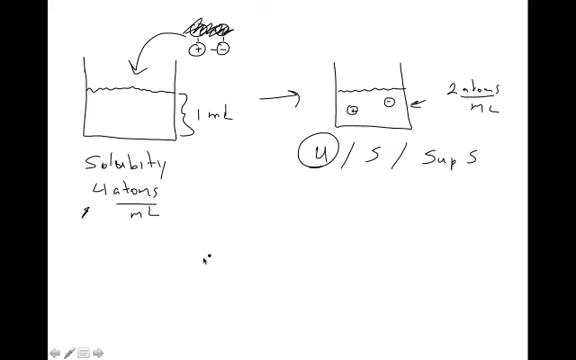 + - -
1 mL
Solubity
4 atoms
mL
+ -
2 atoms
mL
U / S / Sup S